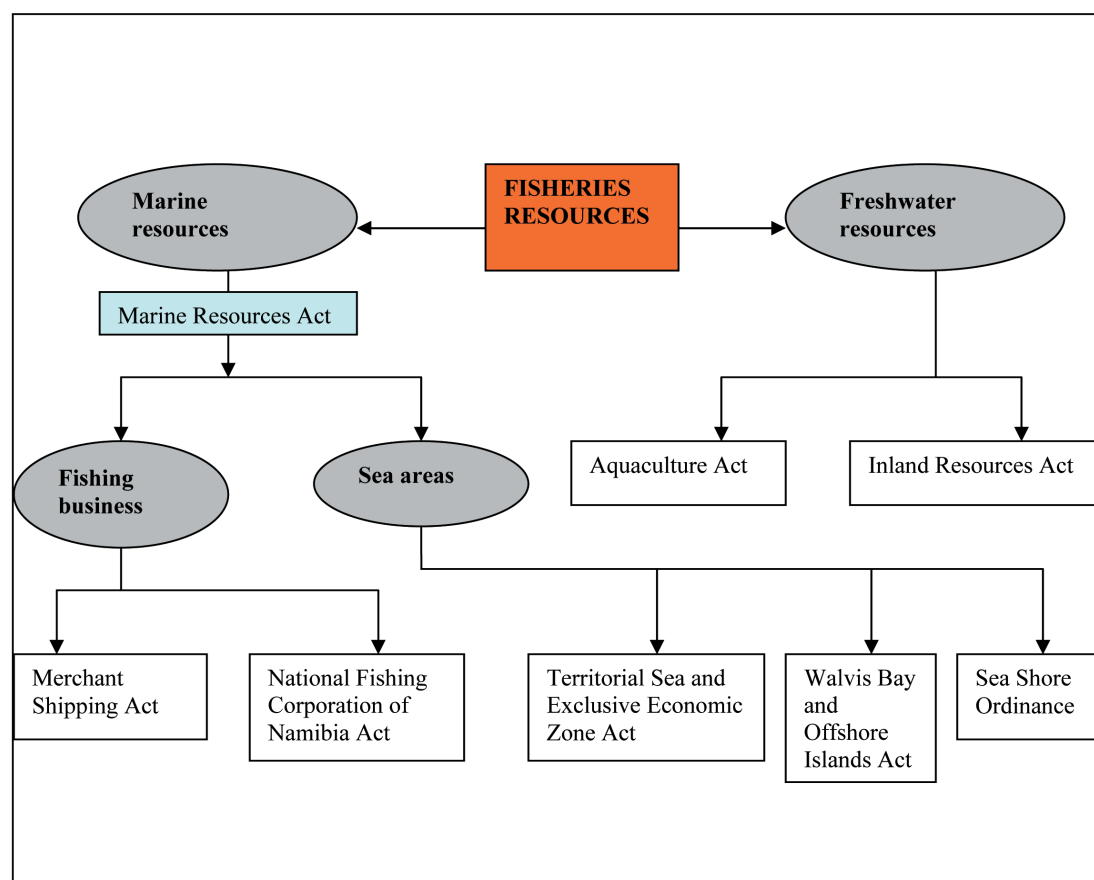 FISHERIES
RESOURCES
Marine
resources
Freshwater
resources
Marine Resources Act
Fishing
business
Sea areas
Aquaculture Act
Inland Resources Act
Merchant
Shipping Act
National Fishing
Corporation of
Namibia Act
Territorial Sea and
Exclusive Economic
Zone Act
Walvis Bay
and
Offshore
Islands Act
Sea Shore
Ordinance